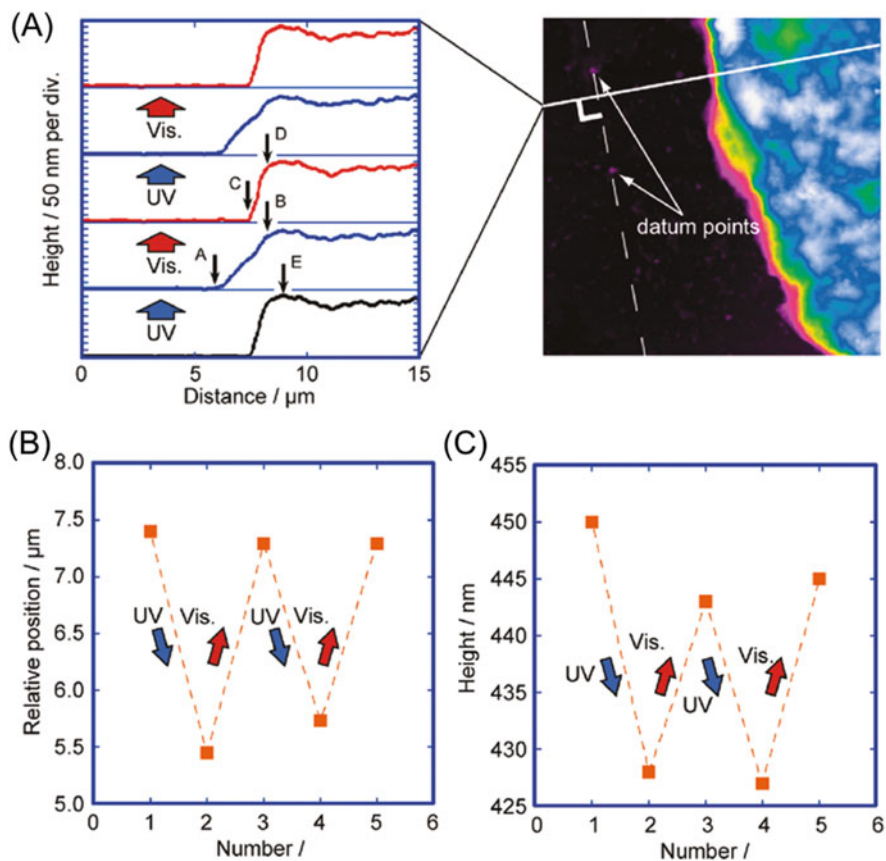 (A)
Height / 50 nm per div.
Vis.
UV
D
C
B
Vis.
A
E
UV
0 5 10 15
Distance / µm
datum points
(B)
Relative position / µm
8.0
7.5
7.0
6.5
6.0
5.5
5.0
UV Vis. UV Vis.
0 1 2 3 4 5 6
Number /
(C)
Height / nm
455
450
445
440
435
430
425
UV Vis. UV Vis.
0 1 2 3 4 5 6
Number /